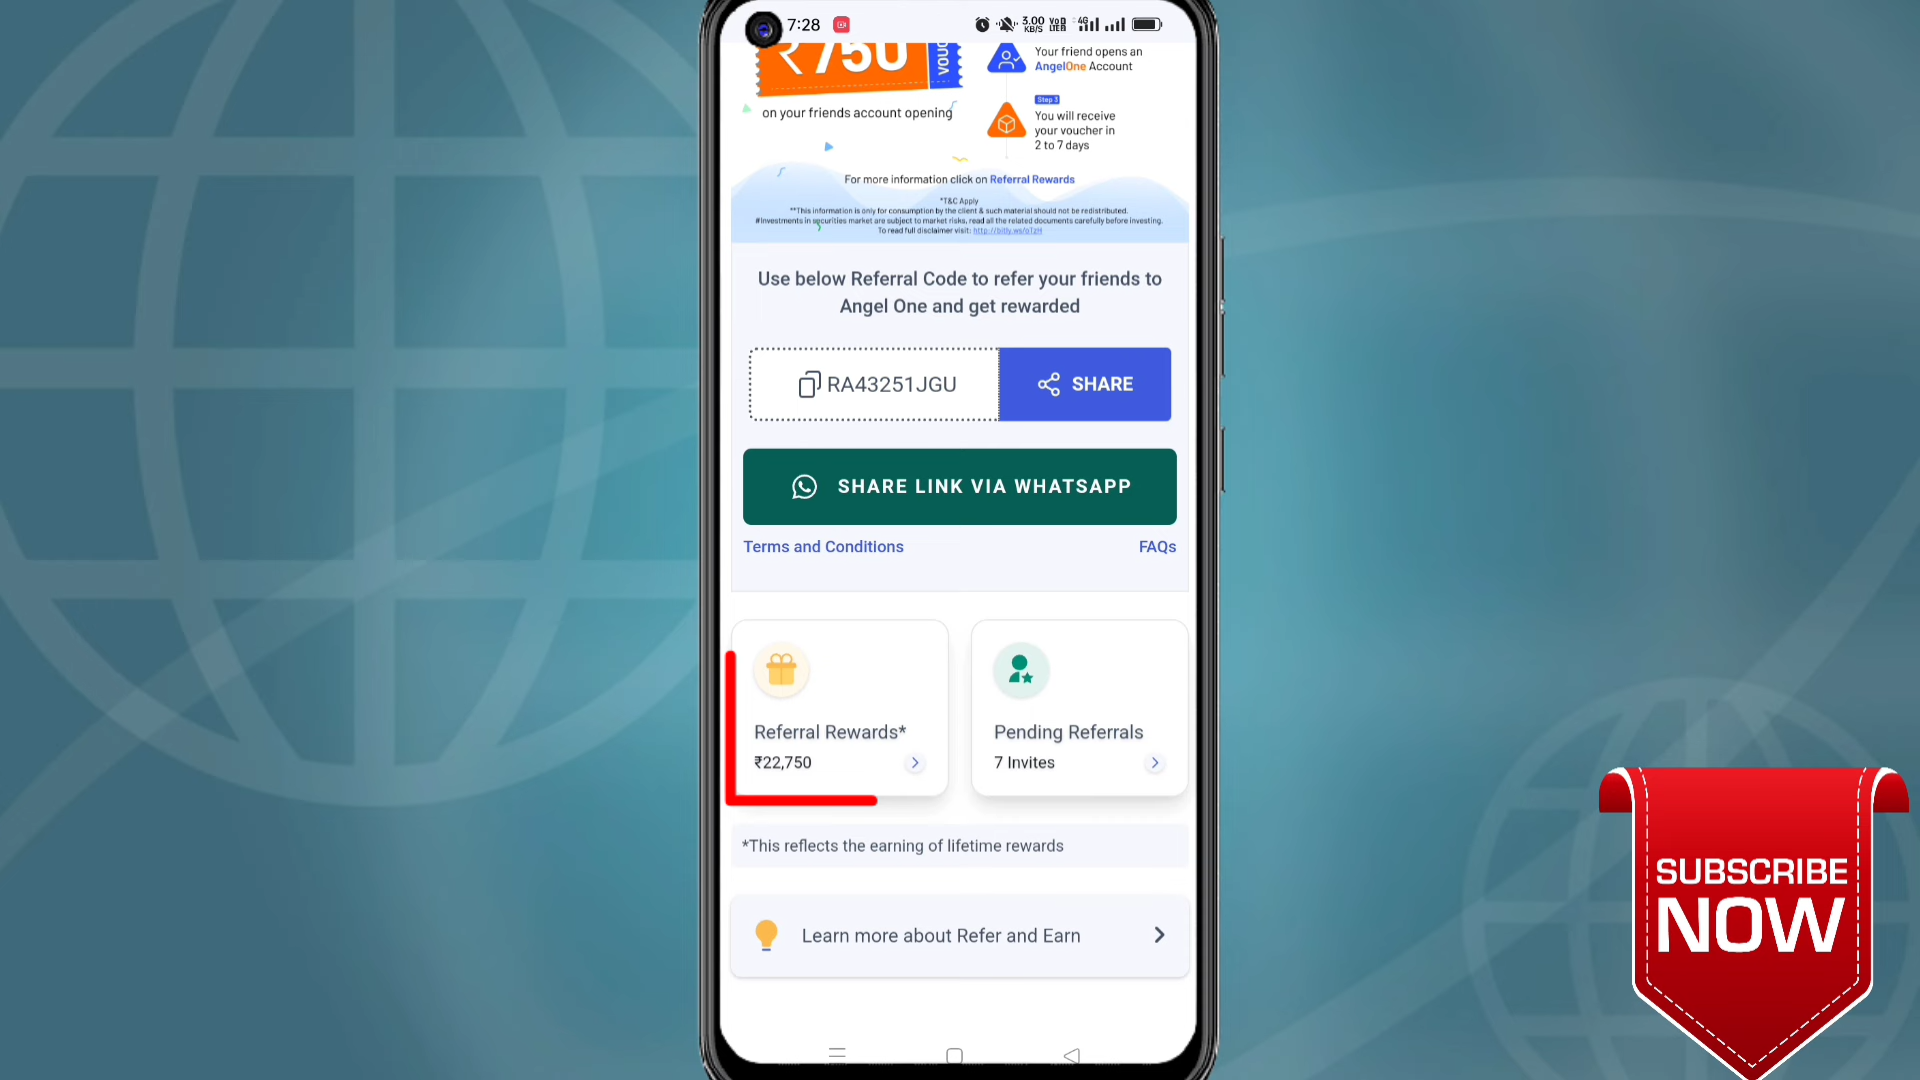 7:28
3.00 KB/S VoD LTE 4G
₹750
VOUC
Your friend opens an
AngelOne Account
on your friends account opening
Step 3
You will receive
your voucher in
2 to 7 days
For more information click on Referral Rewards
*T&C Apply
**This information is only for consumption by the client & such material should not be redistributed.
#Investments in securities market are subject to market risks, read all the related documents carefully before investing.
To read full disclaimer visit: http://bitly.ws/oTzH
Use below Referral Code to refer your friends to
Angel One and get rewarded
RA43251JGU
SHARE
SHARE LINK VIA WHATSAPP
Terms and Conditions
FAQs
Referral Rewards*
₹22,750
Pending Referrals
7 Invites
*This reflects the earning of lifetime rewards
Learn more about Refer and Earn
SUBSCRIBE
NOW